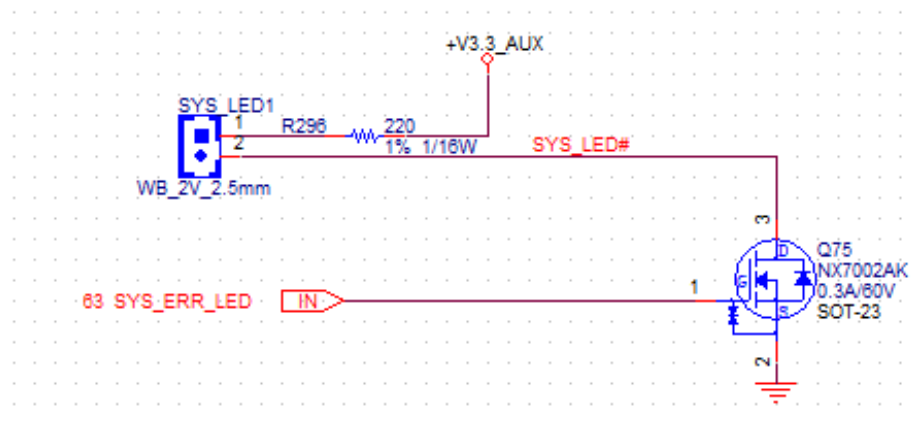 +V3.3_AUX
SYS_LED1
1
R296
220
2
1% 1/16W
SYS_LED#
WB_2V_2.5mm
3
D
Q75
NX7002AK
G
0.3A/60V
1
S
SOT-23
63 SYS_ERR_LED
IN
2